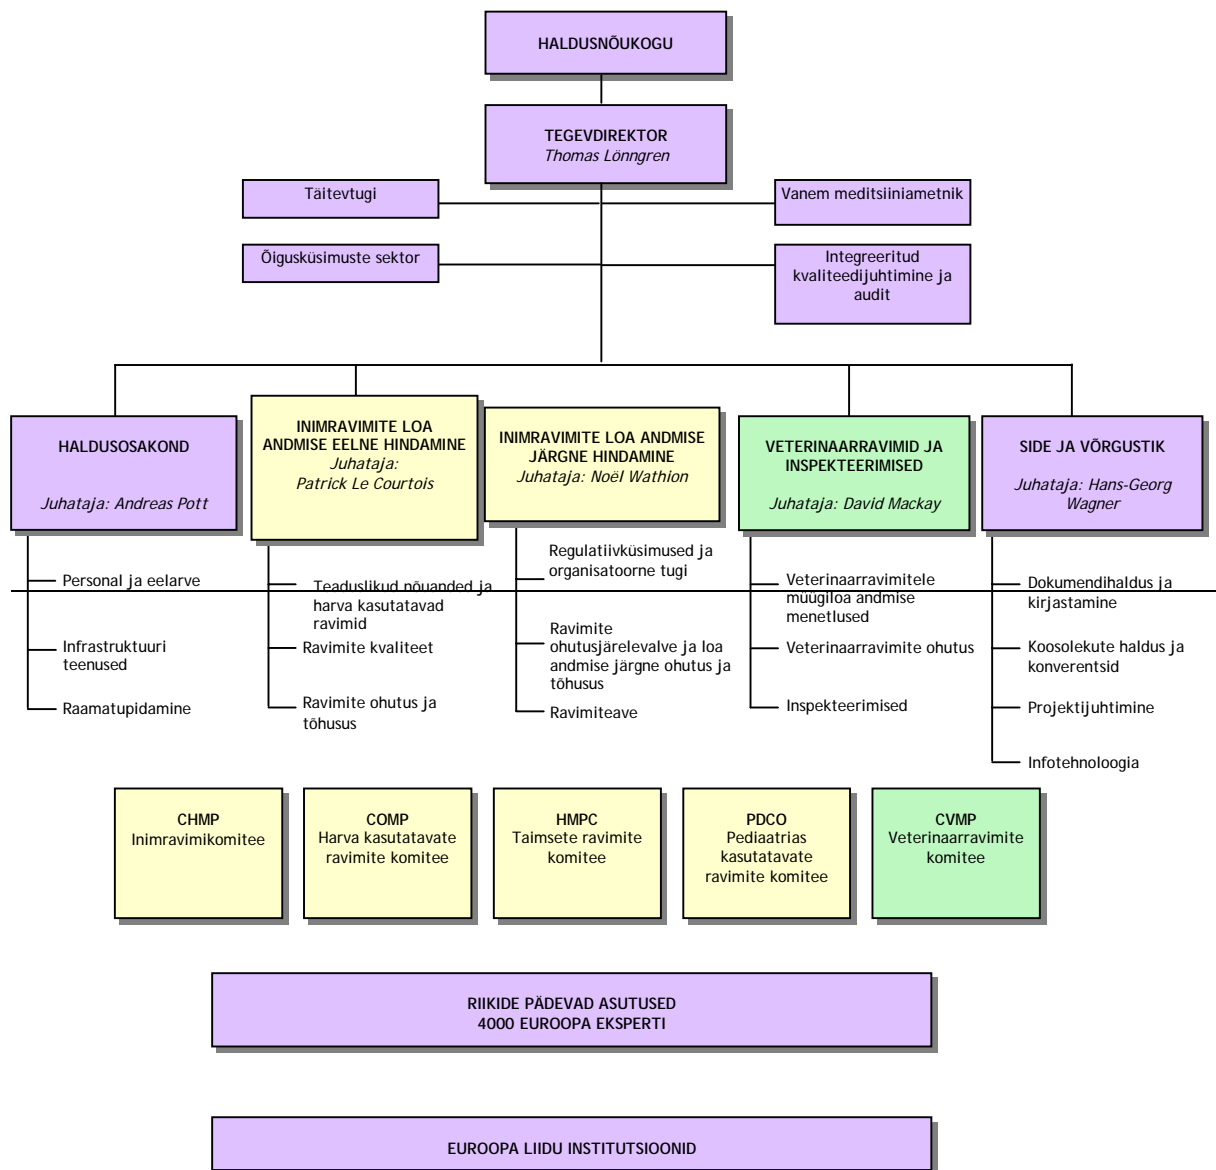 HALDUSNÕUKOGU
TEGEVDIREKTOR
Thomas Lönngren
Täitevtugi
Vanem meditsiiniametnik
Õigusküsimuste sektor
Integreeritud
kvaliteedijuhtimine ja
audit
HALDUSOSAKOND
Juhataja: Andreas Pott
Personal ja eelarve
Infrastruktuuri
teenused
Raamatupidamine
INIMRAVIMITE LOA
ANDMISE EELNE HINDAMINE
Juhataja:
Patrick Le Courtois
Teaduslikud nõuanded ja
harva kasutatavad
ravimid
Ravimite kvaliteet
Ravimite ohutus ja
tõhusus
INIMRAVIMITE LOA ANDMISE
JÄRGNE HINDAMINE
Juhataja: Noël Wathion
Regulatiivküsimused ja
organisatoorne tugi
Ravimite
ohutusjärelevalve ja loa
andmise järgne ohutus ja
tõhusus
Ravimiteave
VETERINAARRAVIMID JA
INSPEKTEERIMISED
Juhataja: David Mackay
Veterinaarravimitele
müügiloa andmise
menetlused
Veterinaarravimite ohutus
Inspekteerimised
SIDE JA VÕRGUSTIK
Juhataja: Hans-Georg
Wagner
Dokumendihaldus ja
kirjastamine
Koosolekute haldus ja
konverentsid
Projektijuhtimine
Infotehnoloogia
CHMP
Inimravimikomitee
COMP
Harva kasutatavate
ravimite komitee
HMPC
Taimsete ravimite
komitee
PDCO
Pediaatrias
kasutatavate
ravimite komitee
CVMP
Veterinaarravimite
komitee
RIIKIDE PÄDEVAD ASUTUSED
4000 EUROOPA EKSPERTI
EUROOPA LIIDU INSTITUTSIOONID